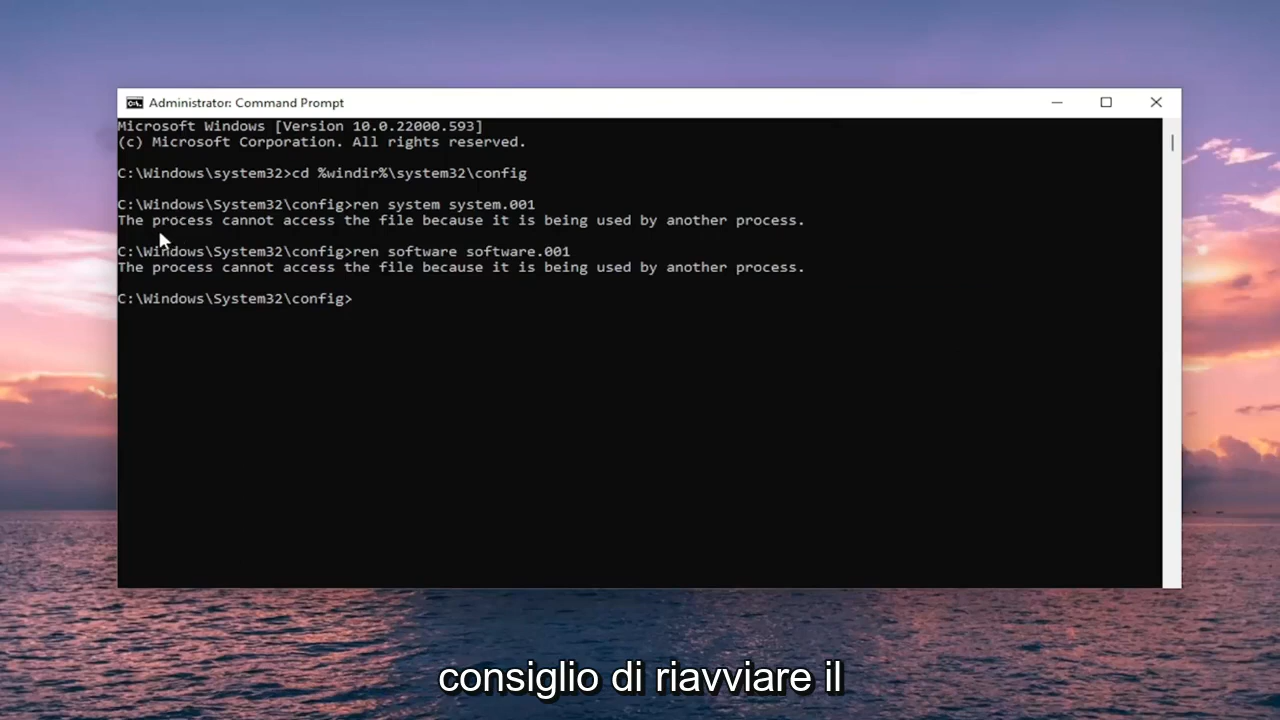 Administrator: Command Prompt
Microsoft Windows [Version 10.0.22000.593]
(c) Microsoft Corporation. All rights reserved.
C:\Windows\system32>cd %windir%\system32\config
C:\Windows\System32\config>ren system system.001
The process cannot access the file because it is being used by another process.
C:\Windows\System32\config>ren software software.001
The process cannot access the file because it is being used by another process.
C:\Windows\System32\config>
consiglio di riavviare il